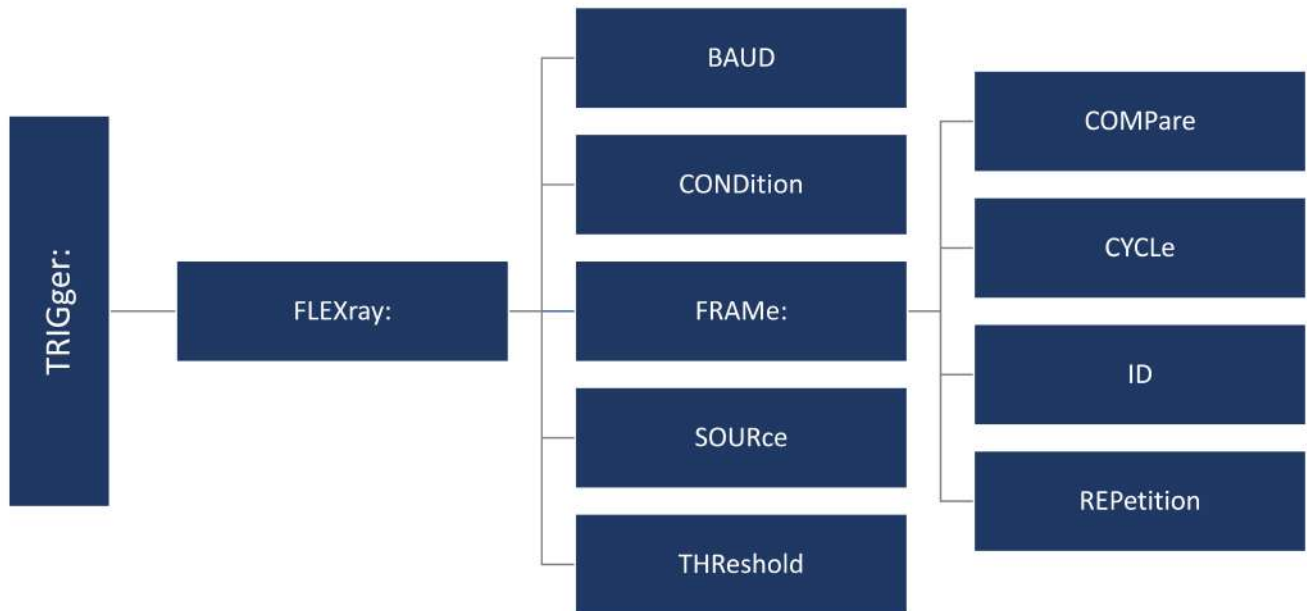 TRIGger:
FLEXray:
BAUD
CONDition
FRAMe:
SOURce
THReshold
COMPare
CYCLe
ID
REPetition